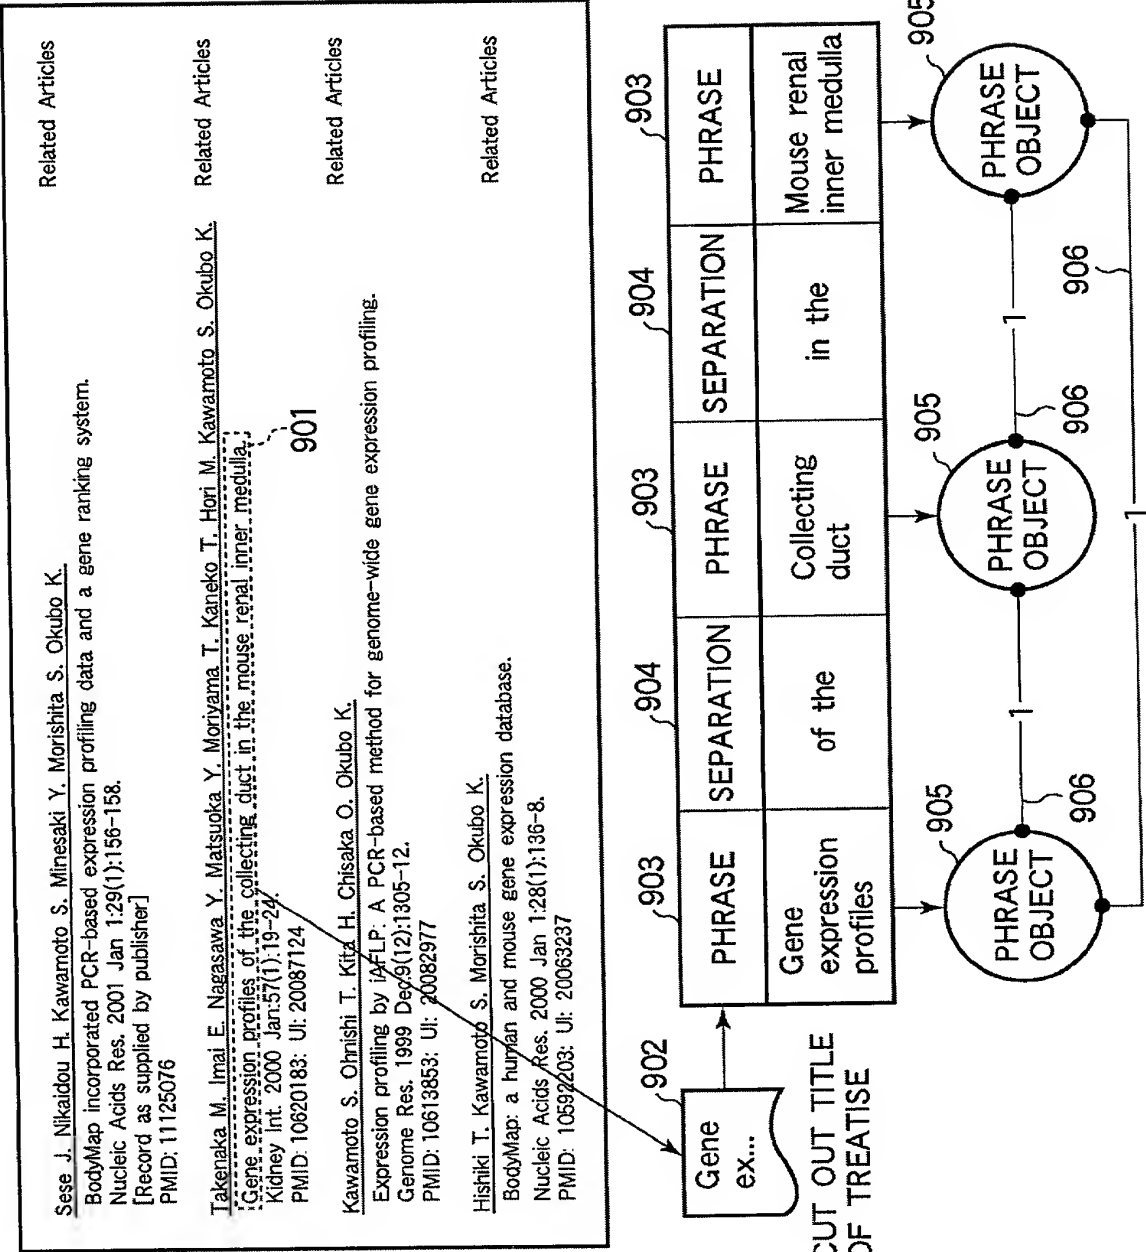 Sese J. Nikaidou H. Kawamoto S. Minesaki Y. Morishita S. Okubo K.
Related Articles
BodyMap incorporated PCR-based expression profiling data and a gene ranking system.
Nucleic Acids Res. 2001 Jan 1:29(1):156-158.
[Record as supplied by publisher]
PMID: 11125076
Takenaka M. Imai E. Nagasawa Y. Matsuoka Y. Moriyama T. Kaneko T. Hori M. Kawamoto S. Okubo K.
Related Articles
Gene expression profiles of the collecting duct in the mouse renal inner medulla.
Kidney Int. 2000 Jan:57(1):19-24.
PMID: 10620183: UI: 20087124
901
Kawamoto S. Ohnishi T. Kita H. Chisaka O. Okubo K.
Related Articles
Expression profiling by iAFLP: A PCR-based method for genome-wide gene expression profiling.
Genome Res. 1999 Dec:9(12):1305-12.
PMID: 10613853: UI: 20082977
Hishiki T. Kawamoto S. Morishita S. Okubo K.
Related Articles
BodyMap: a human and mouse gene expression database.
Nucleic Acids Res. 2000 Jan 1:28(1):136-8.
PMID: 10592203: UI: 20063237
902
Gene
ex...
CUT OUT TITLE
OF TREATISE
903
904
903
904
903
PHRASE
SEPARATION
PHRASE
SEPARATION
PHRASE
Gene
expression
profiles
of the
Collecting
duct
in the
Mouse renal
inner medulla
905
905
905
PHRASE
OBJECT
PHRASE
OBJECT
PHRASE
OBJECT
1
1
906
906
906
1